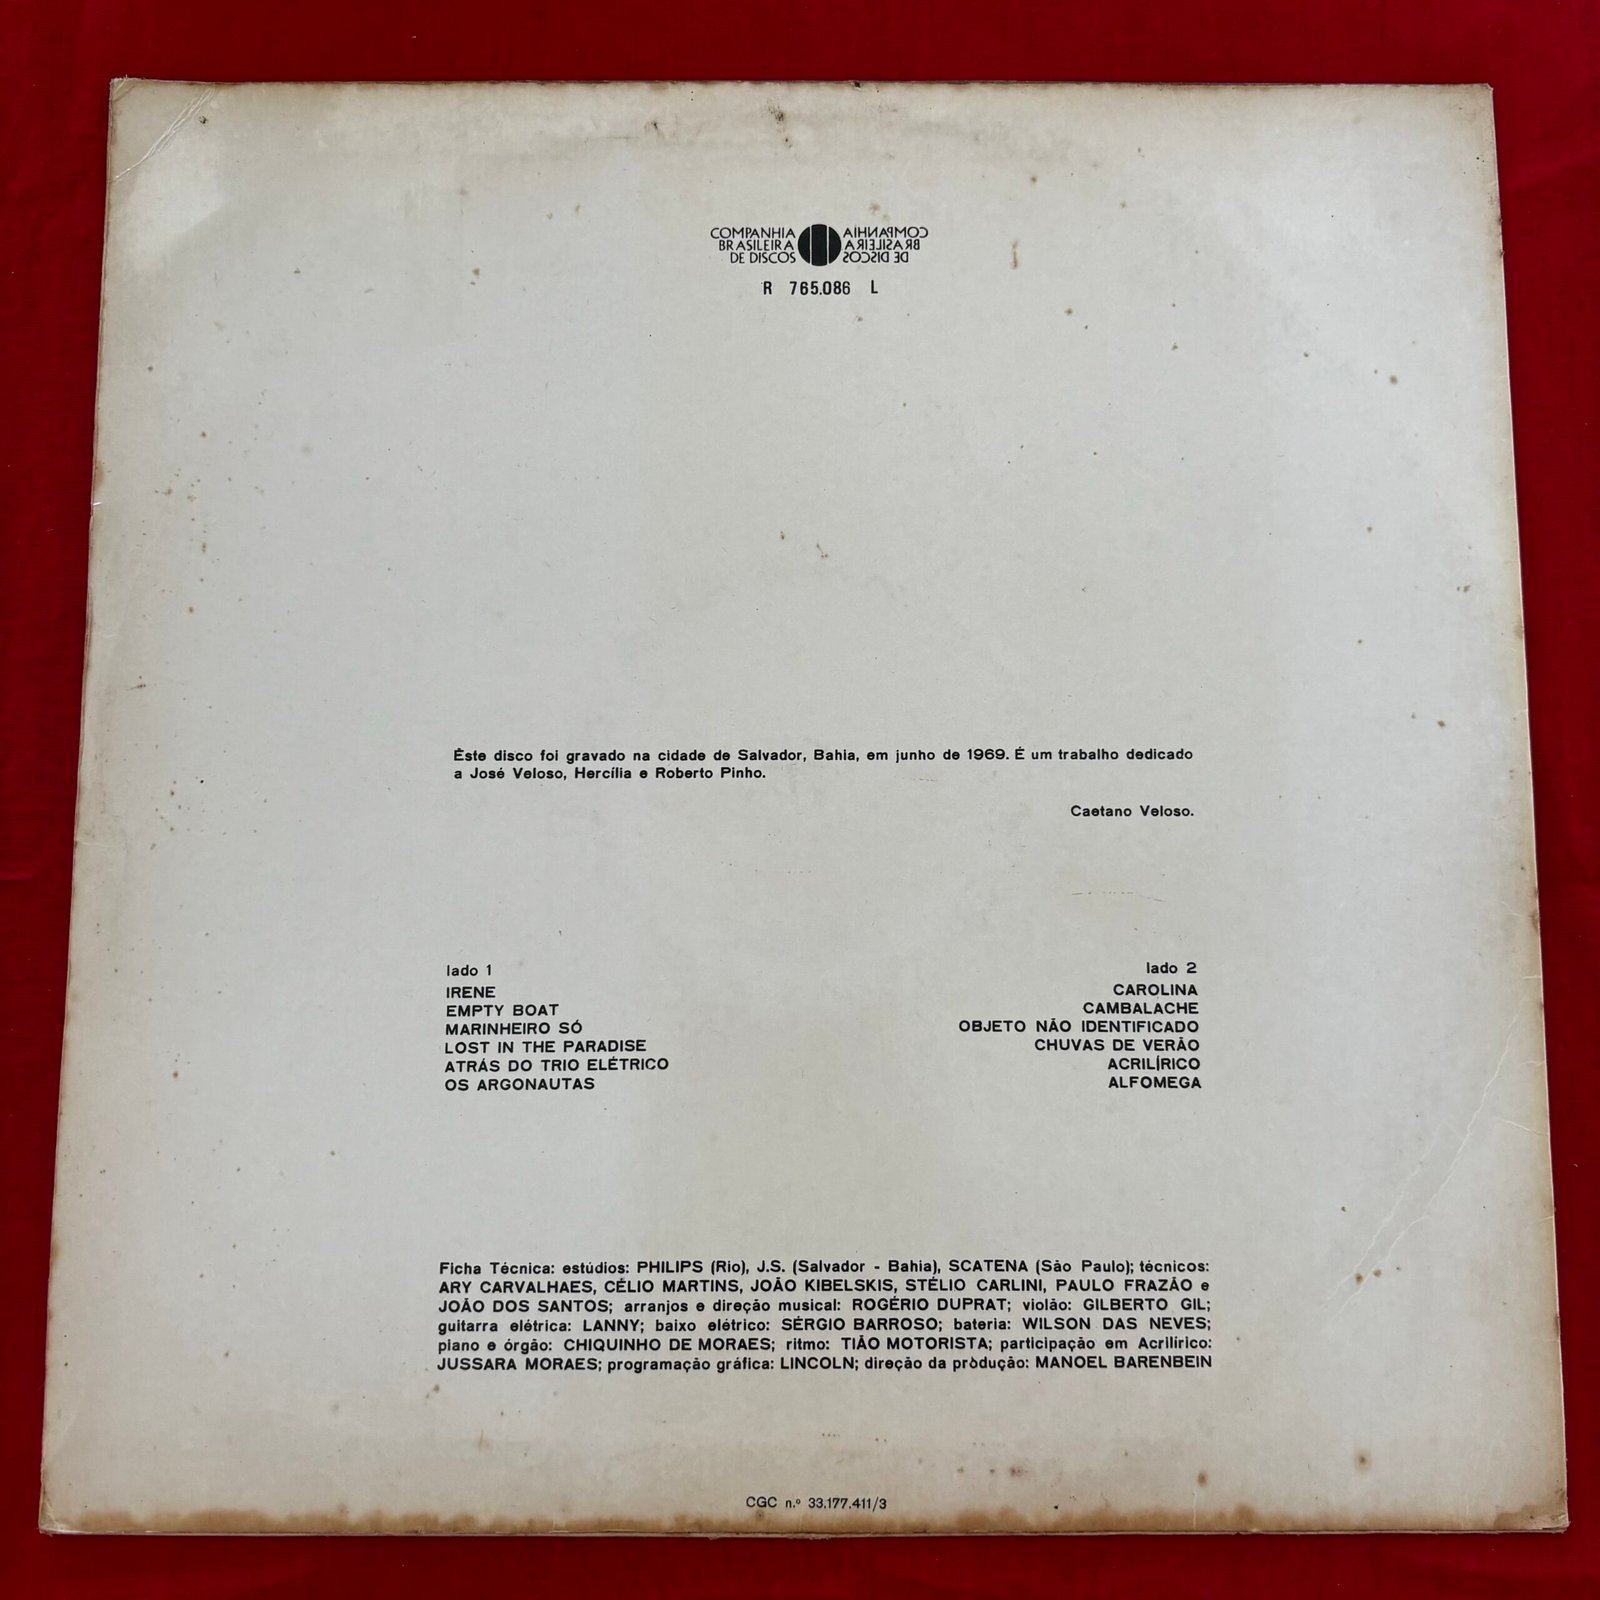 COMPANHIA
BRASILEIRA
DE DISCOS
COMPANHIA
BRASILEIRA
DE DISCOS
R 765.086 L
Êste disco foi gravado na cidade de Salvador, Bahia, em junho de 1969. É um trabalho dedicado
a José Veloso, Hercília e Roberto Pinho.
Caetano Veloso.
lado 1
IRENE
EMPTY BOAT
MARINHEIRO SÓ
LOST IN THE PARADISE
ATRÁS DO TRIO ELÉTRICO
OS ARGONAUTAS
lado 2
CAROLINA
CAMBALACHE
OBJETO NÃO IDENTIFICADO
CHUVAS DE VERÃO
ACRILÍRICO
ALFOMEGA
Ficha Técnica: estúdios: PHILIPS (Rio), J.S. (Salvador - Bahia), SCATENA (São Paulo); técnicos:
ARY CARVALHAES, CÉLIO MARTINS, JOÃO KIBELSKIS, STÉLIO CARLINI, PAULO FRAZÃO e
JOÃO DOS SANTOS; arranjos e direção musical: ROGÉRIO DUPRAT; violão: GILBERTO GIL;
guitarra elétrica: LANNY; baixo elétrico: SÉRGIO BARROSO; bateria: WILSON DAS NEVES;
piano e órgão: CHIQUINHO DE MORAES; ritmo: TIÃO MOTORISTA; participação em Acrilírico:
JUSSARA MORAES; programação gráfica: LINCOLN; direção da pròdução: MANOEL BARENBEIN
CGC n.º 33.177.411/3